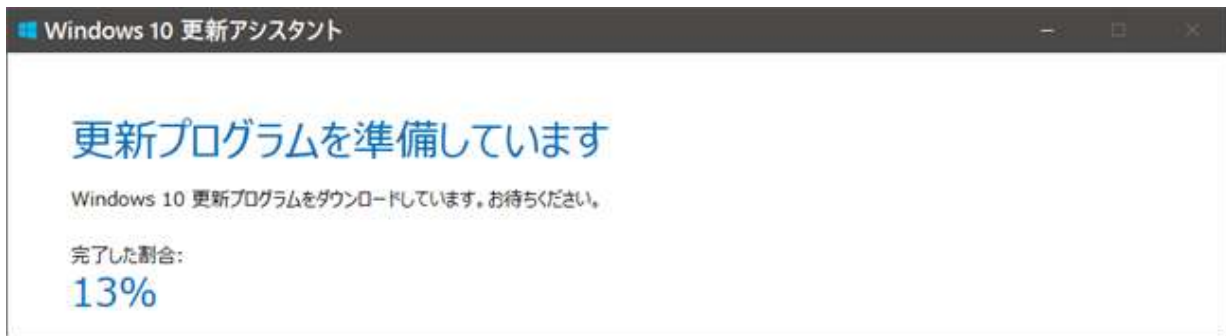 Windows 10 更新アシスタント
更新プログラムを準備しています
Windows 10 更新プログラムをダウンロードしています。お待ちください。
完了した割合:
13%